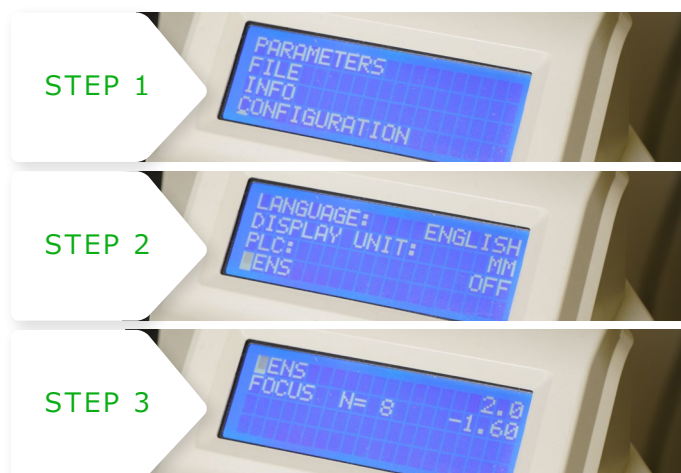 STEP 1
PARAMETERS
FILE
INFO
CONFIGURATION
STEP 2
LANGUAGE: ENGLISH
DISPLAY UNIT: MM
PLC: OFF
ENS
STEP 3
ENS 2.0
FOCUS N= 8 -1.60